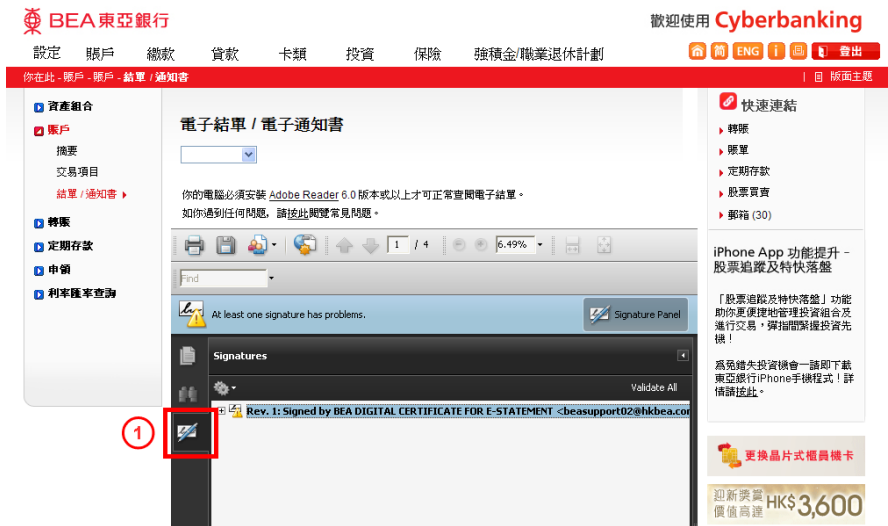 BEA東亞銀行
歡迎使用 Cyberbanking
設定 賬戶 繳款 貸款 卡類 投資 保險 強積金/職業退休計劃
簡 ENG i 登出
你在此 - 賬戶 - 賬戶 - 結單 / 通知書
| 版面主題
資產組合
賬戶
摘要
交易項目
結單 / 通知書
轉賬
定期存款
申領
利率匯率查詢
電子結單 / 電子通知書
你的電腦必須安裝 Adobe Reader 6.0 版本或以上才可正常查閱電子結單。
如你遇到任何問題，請按此閱覽常見問題。
1 / 4 6.49%
Find
At least one signature has problems.
Signature Panel
Signatures
Validate All
Rev. 1: Signed by BEA DIGITAL CERTIFICATE FOR E-STATEMENT <beasupport02@hkbea.com
1
快速連結
轉賬
賬單
定期存款
股票買賣
郵箱 (30)
iPhone App 功能提升 –
股票追蹤及特快落盤
「股票追蹤及特快落盤」功能
助你更便捷地管理投資組合及
進行交易，彈指間緊握投資先
機！
為免錯失投資機會一請即下載
東亞銀行iPhone手機程式！詳
情請按此。
更換晶片式櫃員機卡
迎新獎賞
價值高達 HK$3,600